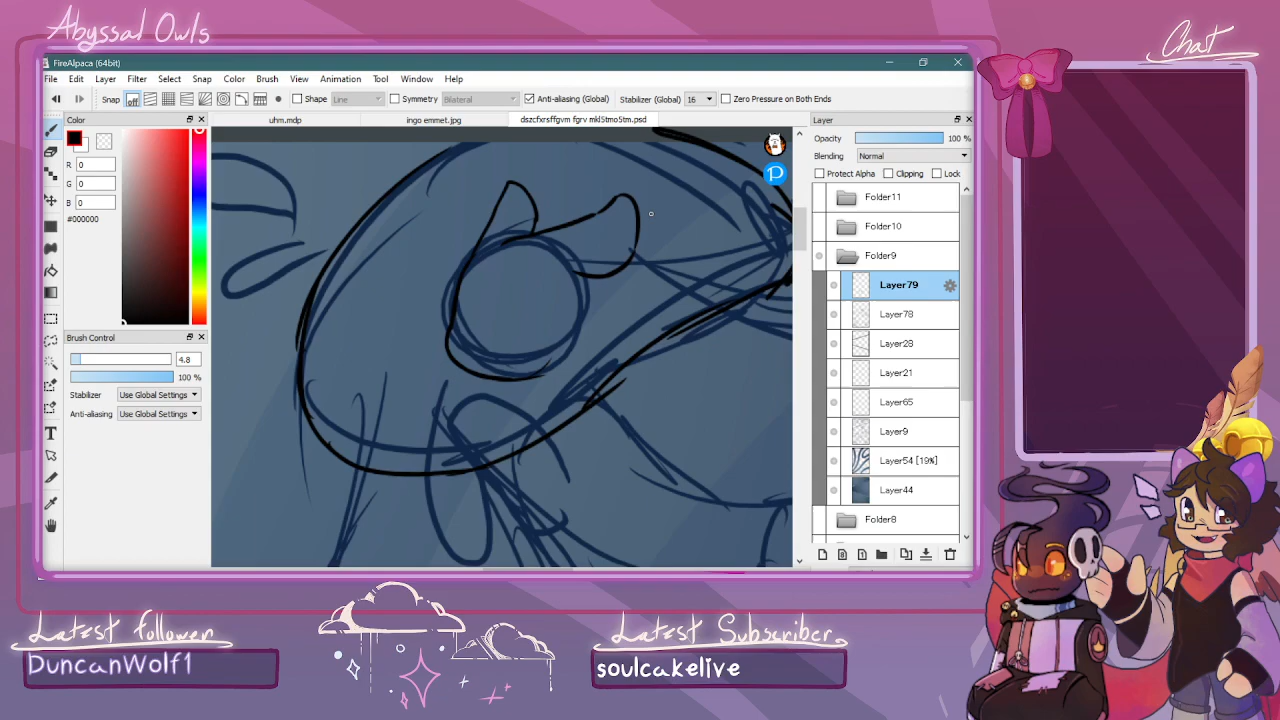 Abyssal Owls
Chat
FireAlpaca (64bit)
File Edit Layer Filter Select Snap Color Brush View Animation Tool Window Help
Snap off Shape Line Symmetry Bilateral Anti-aliasing (Global) Stabilizer (Global) 16 Zero Pressure on Both Ends
Color
uhm.mdp
ingo emmet.jpg
dszcfxrsffgvm fgrv mkl5tmo5tm.psd
Layer
Opacity 100 %
Blending Normal
Protect Alpha Clipping Lock
R 0
G 0
B 0
#000000
Folder11
Folder10
Folder9
Layer79
Layer78
Layer28
Layer21
Layer65
Layer9
Layer54 [19%]
Layer44
Folder8
Brush Control
4.8
100 %
Stabilizer Use Global Settings
Anti-aliasing Use Global Settings
Latest follower
DuncanWolf1
Latest Subscriber
soulcakelive